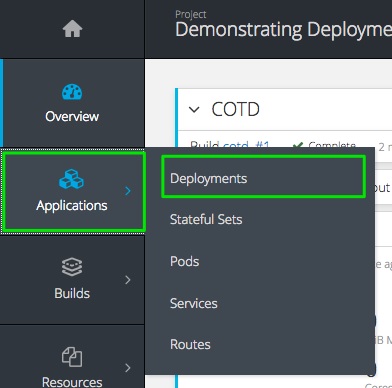 Project
Demonstrating Deployme
Overview
COTD
Build cotd, #1 Complete 2 m
Applications
Deployments
Stateful Sets
Pods
Services
Routes
Builds
Resources